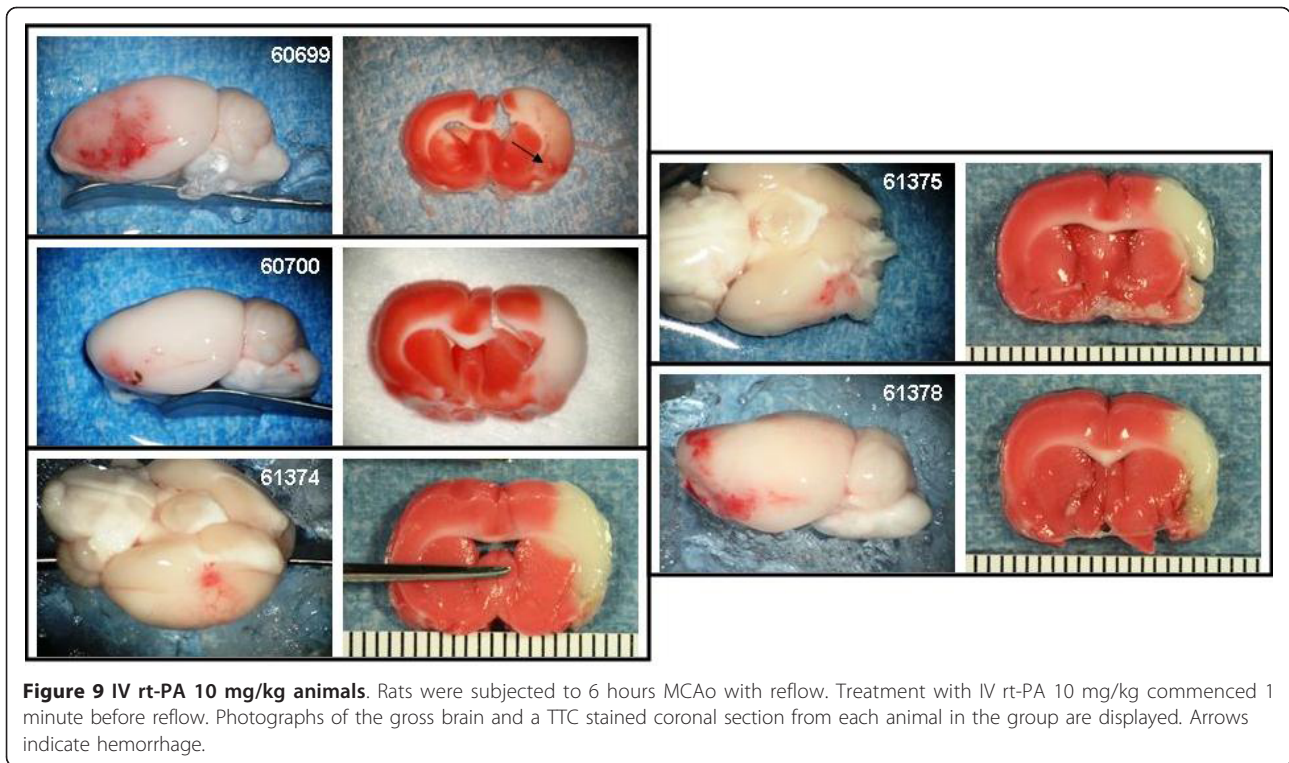 60699
60700
61374
61375
61378
Figure 9 IV rt-PA 10 mg/kg animals. Rats were subjected to 6 hours MCAo with reflow. Treatment with IV rt-PA 10 mg/kg commenced 1
minute before reflow. Photographs of the gross brain and a TTC stained coronal section from each animal in the group are displayed. Arrows
indicate hemorrhage.